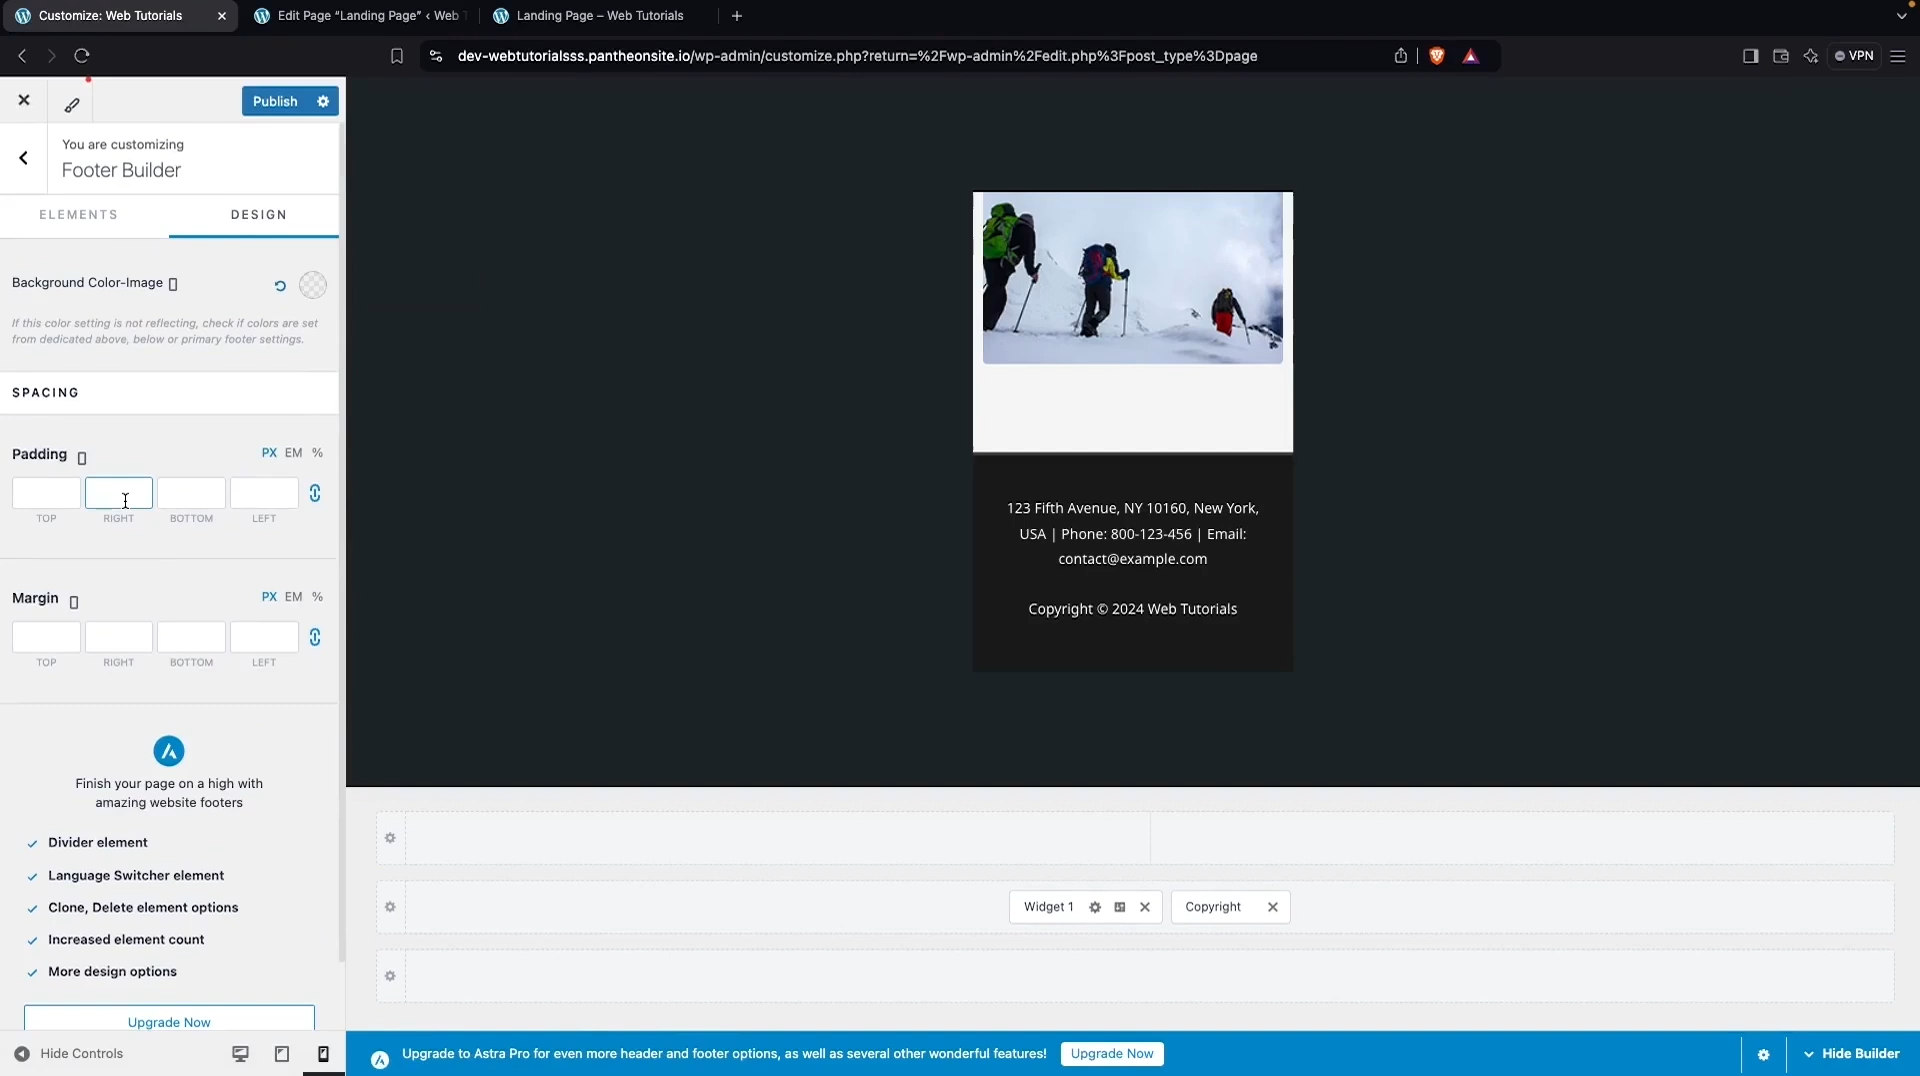 Customize: Web Tutorials
Edit Page “Landing Page” ‹ Web T
Landing Page – Web Tutorials
dev-webtutorialsss.pantheonsite.io/wp-admin/customize.php?return=%2Fwp-admin%2Fedit.php%3Fpost_type%3Dpage
VPN
Publish
You are customizing
Footer Builder
ELEMENTS
DESIGN
Background Color-Image
If this color setting is not reflecting, check if colors are set
from dedicated above, below or primary footer settings.
SPACING
Padding
PX EM %
TOP RIGHT BOTTOM LEFT
Margin
PX EM %
TOP RIGHT BOTTOM LEFT
Finish your page on a high with
amazing website footers
Divider element
Language Switcher element
Clone, Delete element options
Increased element count
More design options
Upgrade Now
Hide Controls
123 Fifth Avenue, NY 10160, New York,
USA | Phone: 800-123-456 | Email:
contact@example.com
Copyright © 2024 Web Tutorials
Widget 1
Copyright
Upgrade to Astra Pro for even more header and footer options, as well as several other wonderful features!
Upgrade Now
Hide Builder